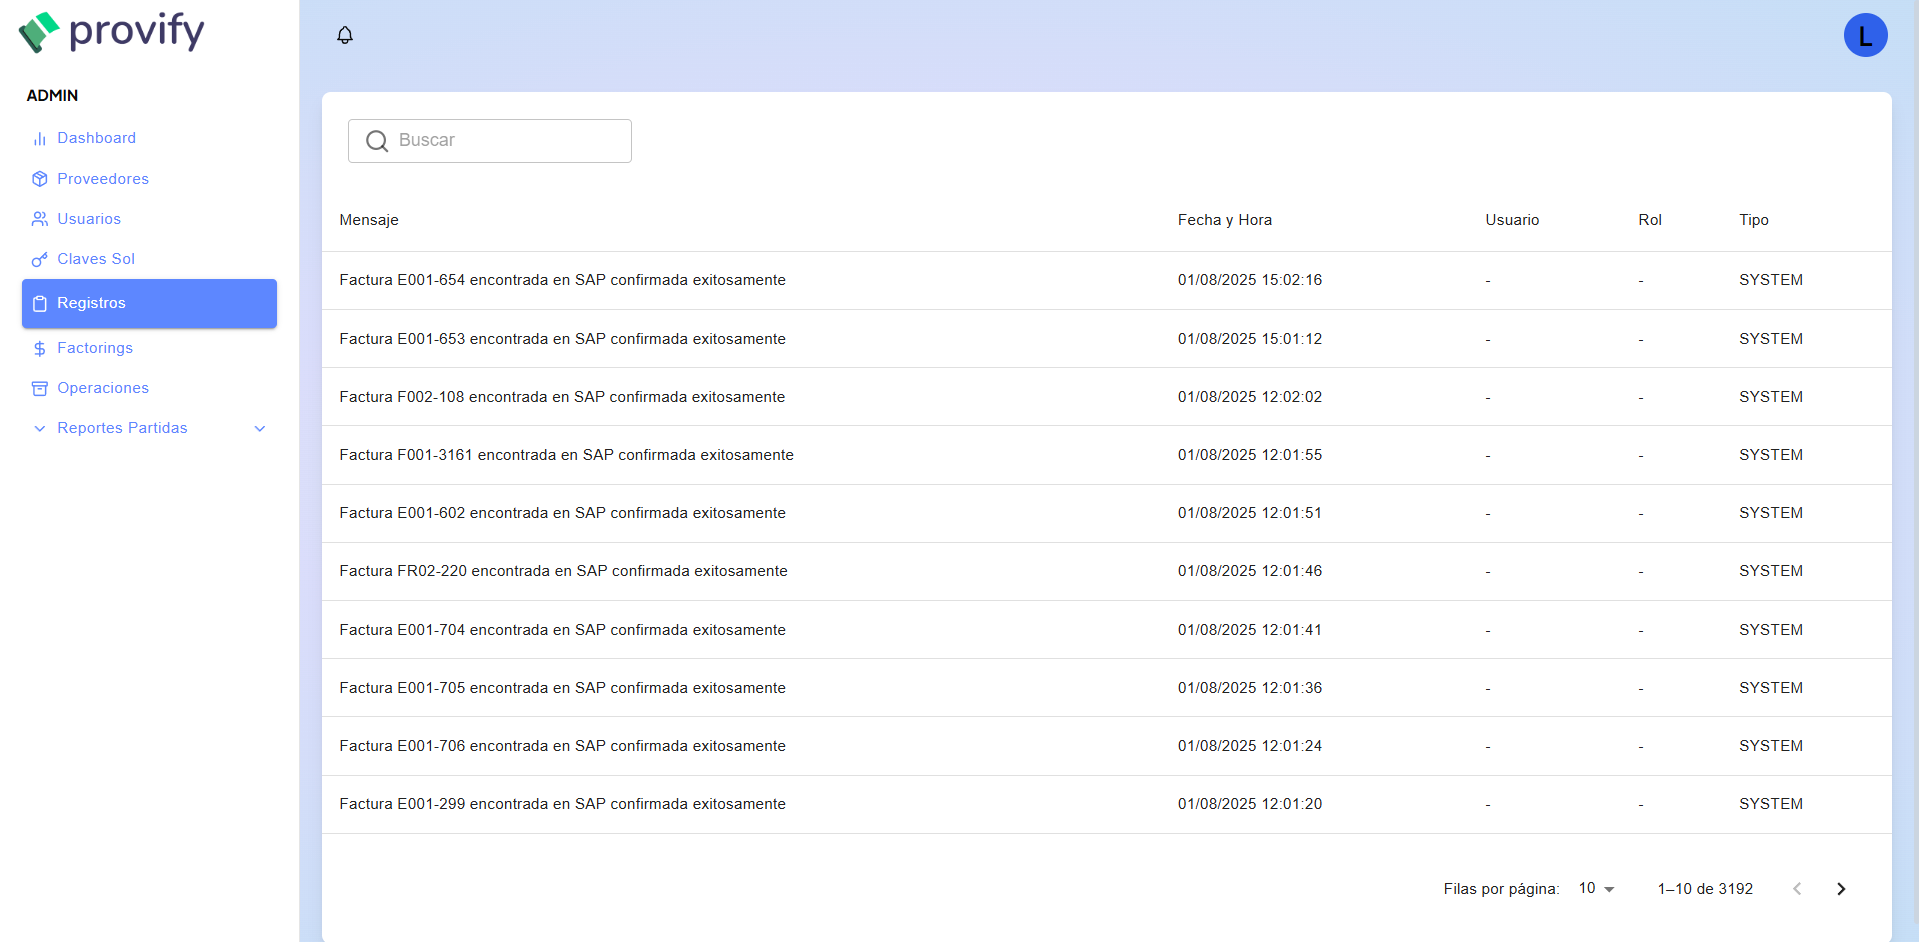 provify
L
ADMIN
Dashboard
Proveedores
Usuarios
Claves Sol
Registros
Factorings
Operaciones
Reportes Partidas
Buscar
Mensaje Fecha y Hora Usuario Rol Tipo
Factura E001-654 encontrada en SAP confirmada exitosamente 01/08/2025 15:02:16 - - SYSTEM
Factura E001-653 encontrada en SAP confirmada exitosamente 01/08/2025 15:01:12 - - SYSTEM
Factura F002-108 encontrada en SAP confirmada exitosamente 01/08/2025 12:02:02 - - SYSTEM
Factura F001-3161 encontrada en SAP confirmada exitosamente 01/08/2025 12:01:55 - - SYSTEM
Factura E001-602 encontrada en SAP confirmada exitosamente 01/08/2025 12:01:51 - - SYSTEM
Factura FR02-220 encontrada en SAP confirmada exitosamente 01/08/2025 12:01:46 - - SYSTEM
Factura E001-704 encontrada en SAP confirmada exitosamente 01/08/2025 12:01:41 - - SYSTEM
Factura E001-705 encontrada en SAP confirmada exitosamente 01/08/2025 12:01:36 - - SYSTEM
Factura E001-706 encontrada en SAP confirmada exitosamente 01/08/2025 12:01:24 - - SYSTEM
Factura E001-299 encontrada en SAP confirmada exitosamente 01/08/2025 12:01:20 - - SYSTEM
Filas por página: 10 1–10 de 3192